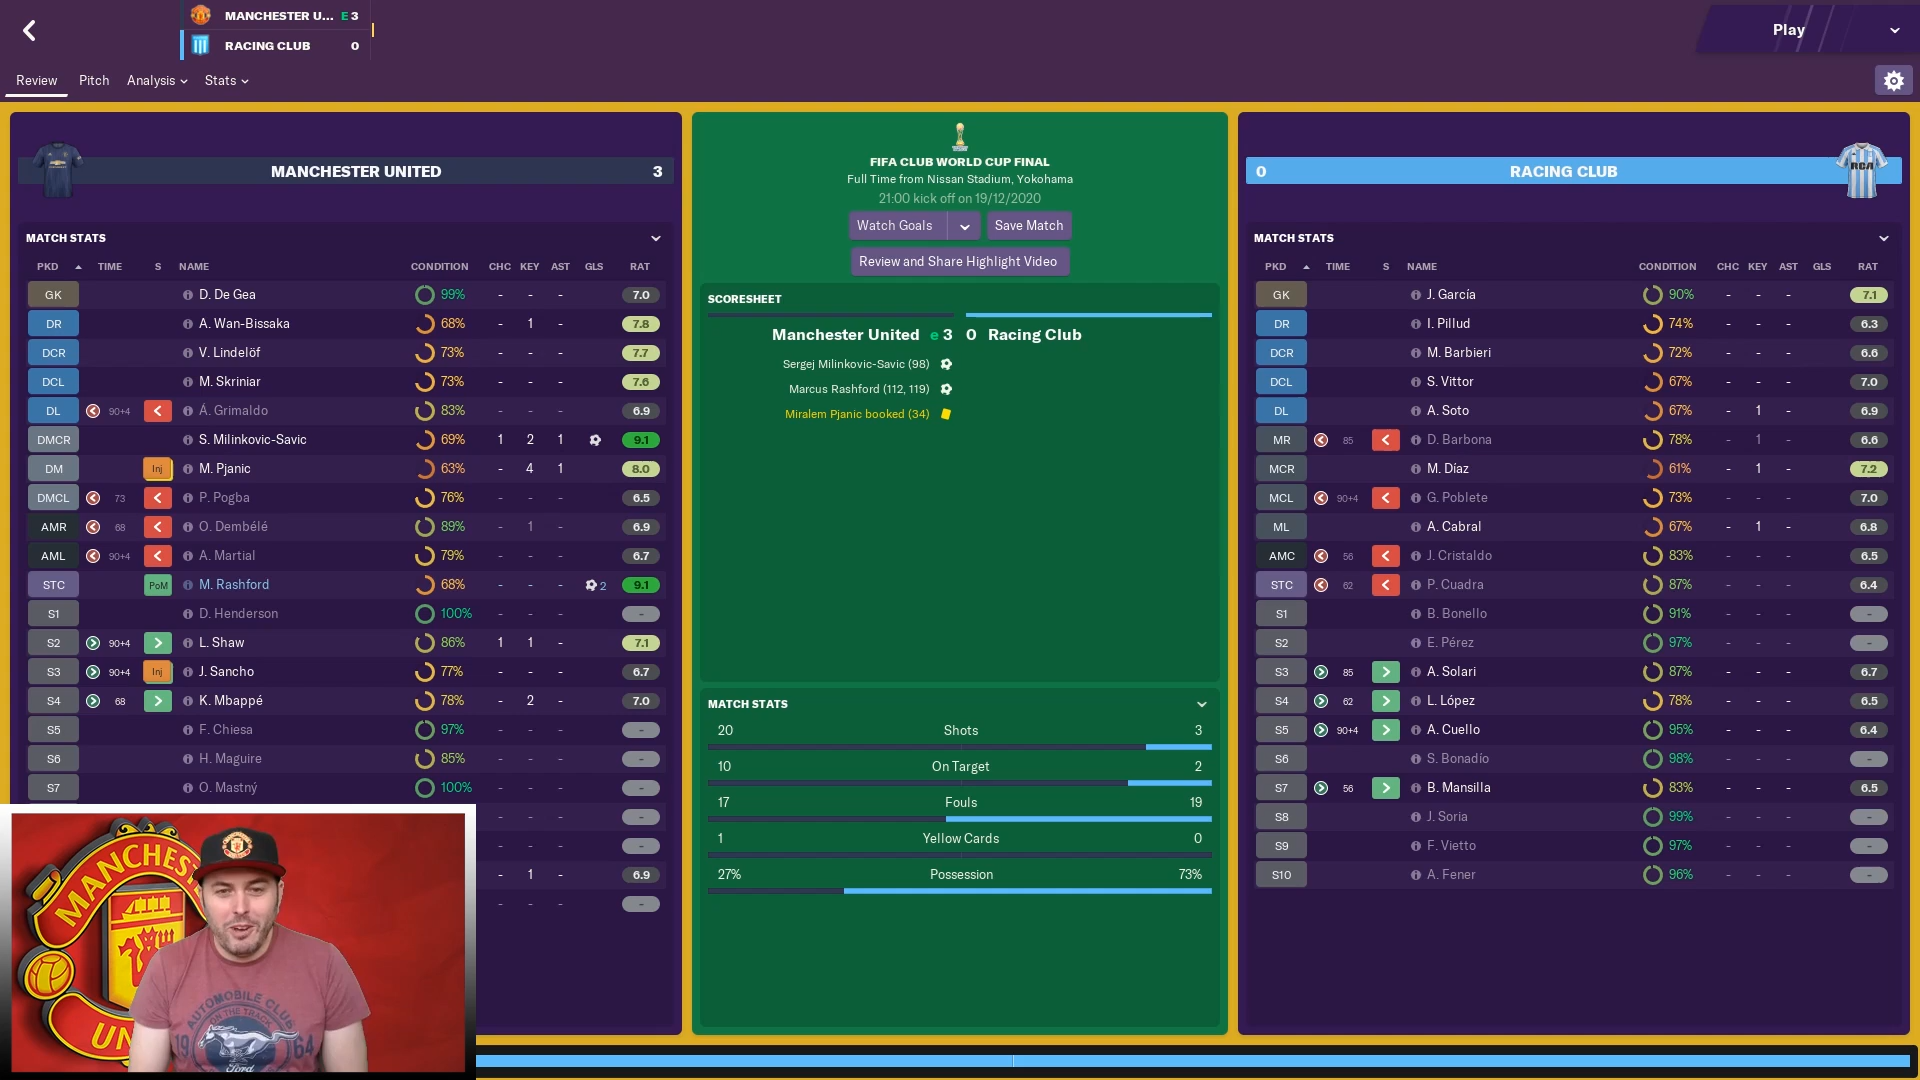 MANCHESTER U... E 3
RACING CLUB 0
Play
Review Pitch Analysis Stats
MANCHESTER UNITED 3
MATCH STATS
PKD TIME S NAME CONDITION CHC KEY AST GLS RAT
GK D. De Gea 99% - - - 7.0
DR A. Wan-Bissaka 68% - 1 - 7.8
DCR V. Lindelöf 73% - - - 7.7
DCL M. Skriniar 73% - - - 7.6
DL 90+4 Á. Grimaldo 83% - - - 6.9
DMCR S. Milinkovic-Savic 69% 1 2 1 9.1
DM Inj M. Pjanic 63% - 4 1 8.0
DMCL 73 P. Pogba 76% - - - 6.5
AMR 68 O. Dembélé 89% - 1 - 6.9
AML 90+4 A. Martial 79% - - - 6.7
STC PoM M. Rashford 68% - - - 2 9.1
S1 D. Henderson 100% - - - -
S2 90+4 L. Shaw 86% 1 1 - 7.1
S3 90+4 Inj J. Sancho 77% - - - 6.7
S4 68 K. Mbappé 78% - 2 - 7.0
S5 F. Chiesa 97% - - - -
S6 H. Maguire 85% - - - -
S7 O. Mastný 100% - - - -
- - - -
- - - -
- 1 - 6.9
- - - -
FIFA CLUB WORLD CUP FINAL
Full Time from Nissan Stadium, Yokohama
21:00 kick off on 19/12/2020
Watch Goals Save Match
Review and Share Highlight Video
SCORESHEET
Manchester United e 3 0 Racing Club
Sergej Milinkovic-Savic (98)
Marcus Rashford (112, 119)
Miralem Pjanic booked (34)
MATCH STATS
20 Shots 3
10 On Target 2
17 Fouls 19
1 Yellow Cards 0
27% Possession 73%
0 RACING CLUB
RCA
MATCH STATS
PKD TIME S NAME CONDITION CHC KEY AST GLS RAT
GK J. García 90% - - - 7.1
DR I. Pillud 74% - - - 6.3
DCR M. Barbieri 72% - - - 6.6
DCL S. Vittor 67% - - - 7.0
DL A. Soto 67% - 1 - 6.9
MR 85 D. Barbona 78% - 1 - 6.6
MCR M. Díaz 61% - 1 - 7.2
MCL 90+4 G. Poblete 73% - - - 7.0
ML A. Cabral 67% - 1 - 6.8
AMC 56 J. Cristaldo 83% - - - 6.5
STC 62 P. Cuadra 87% - - - 6.4
S1 B. Bonello 91% - - - -
S2 E. Pérez 97% - - - -
S3 85 A. Solari 87% - - - 6.7
S4 62 L. López 78% - - - 6.5
S5 90+4 A. Cuello 95% - - - 6.4
S6 S. Bonadío 98% - - - -
S7 56 B. Mansilla 83% - - - 6.5
S8 J. Soria 99% - - - -
S9 F. Vietto 97% - - - -
S10 A. Fener 96% - - - -
MANCHES
UN
AUTOMOBILE CLUB
ON THE TRACK
19 64
Ford